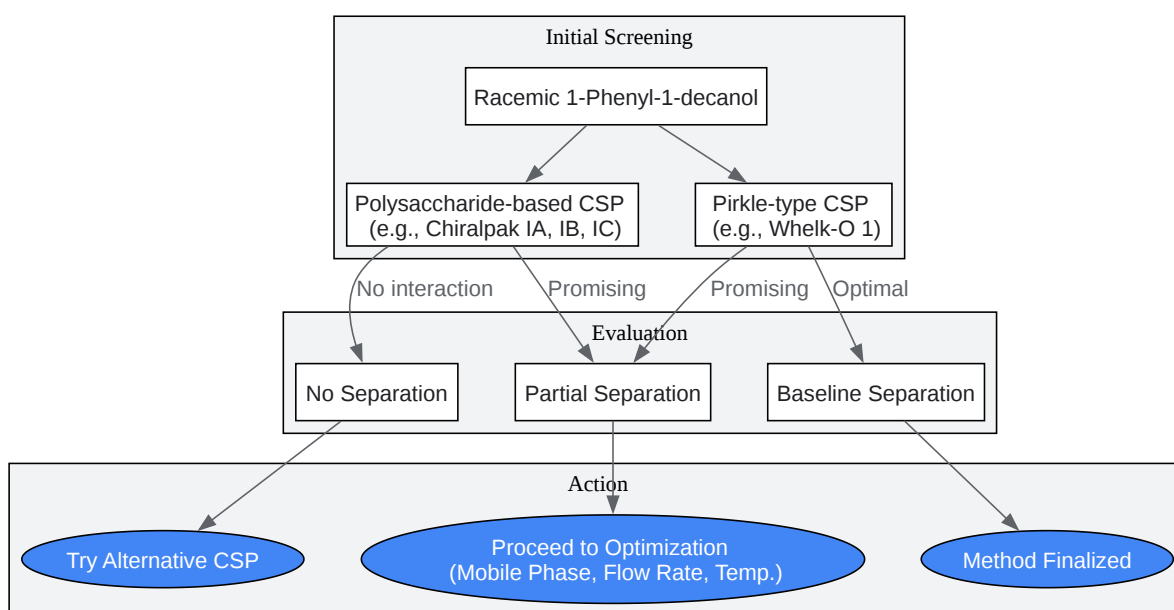 Initial Screening
Racemic 1-Phenyl-1-decanol
Polysaccharide-based CSP
(e.g., Chiralpak IA, IB, IC)
Pirkle-type CSP
(e.g., Whelk-O 1)
No interaction
Promising
Promising
Optimal
Evaluation
No Separation
Partial Separation
Baseline Separation
Action
Try Alternative CSP
Proceed to Optimization
(Mobile Phase, Flow Rate, Temp.)
Method Finalized